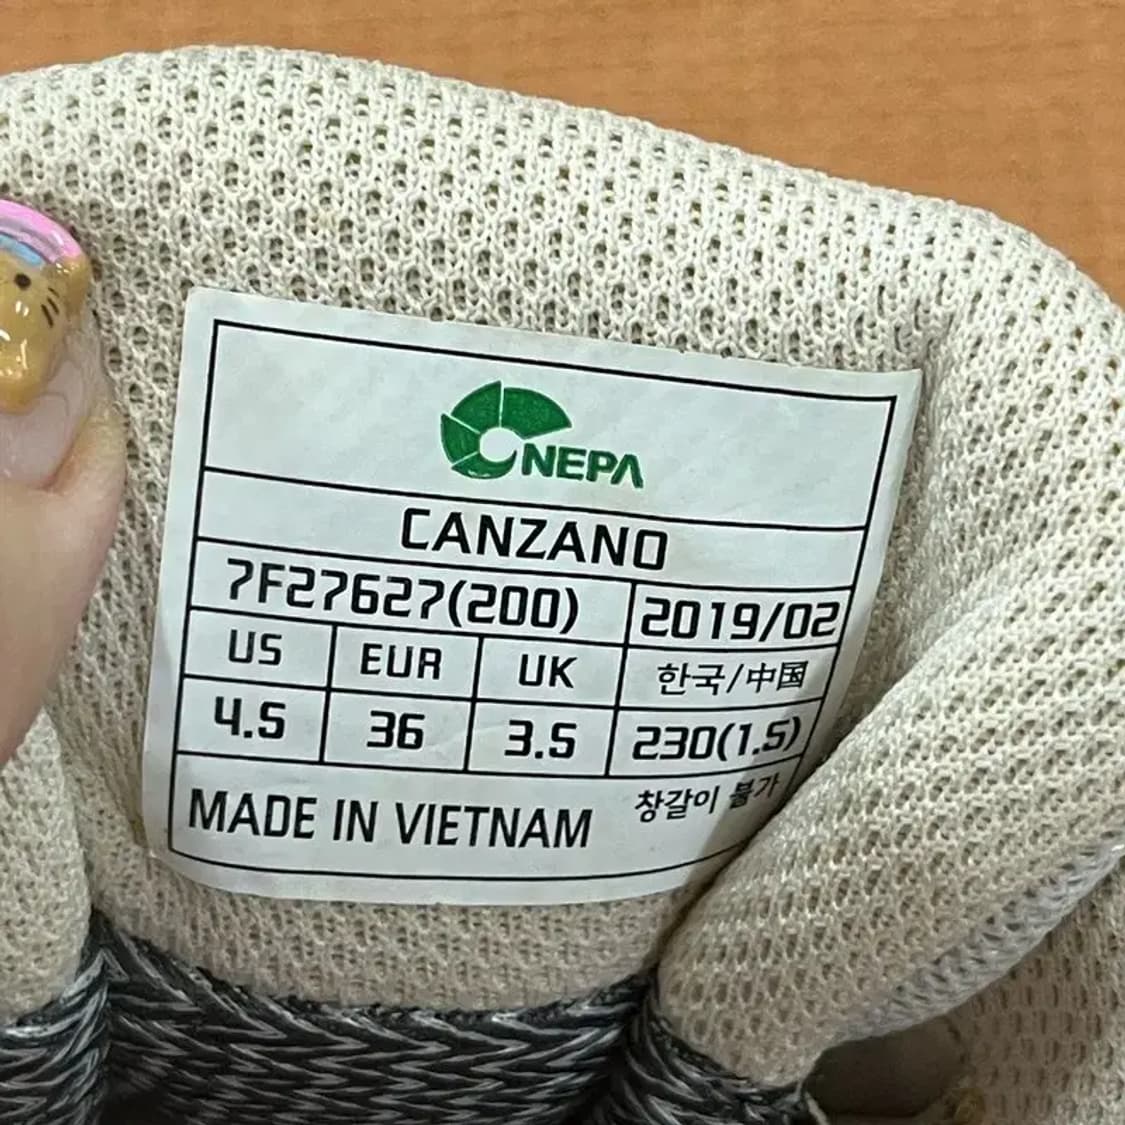 NEPA
CANZANO
7F27627(200) 2019/02
US EUR UK 한국/中国
4.5 36 3.5 230(1.5)
MADE IN VIETNAM 창갈이 불가